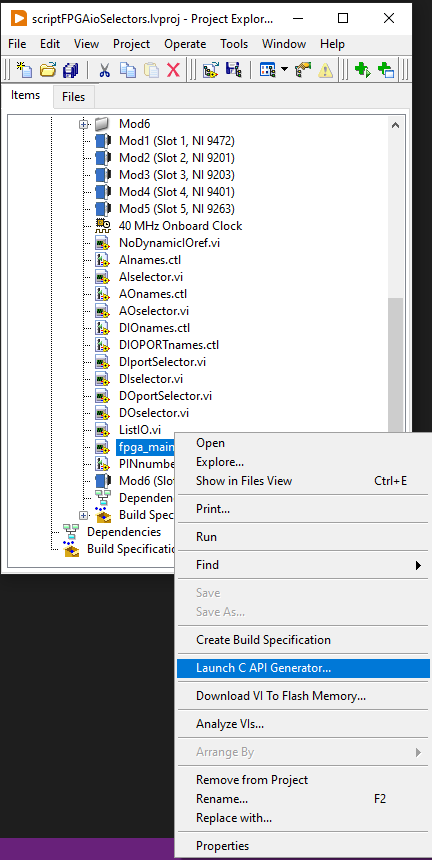 scriptFPGAioSelectors.lvproj - Project Explor...
File Edit View Project Operate Tools Window Help
Items Files
Mod6
Mod1 (Slot 1, NI 9472)
Mod2 (Slot 2, NI 9201)
Mod3 (Slot 3, NI 9203)
Mod4 (Slot 4, NI 9401)
Mod5 (Slot 5, NI 9263)
40 MHz Onboard Clock
NoDynamicIOref.vi
AInames.ctl
AIselector.vi
AOnames.ctl
AOselector.vi
DIOnames.ctl
DIOPORTnames.ctl
DIportSelector.vi
DIselector.vi
DOportSelector.vi
DOselector.vi
ListIO.vi
fpga_main
PINnumbe
Mod6 (Slo
Dependen
Build Spec
Dependencies
Build Specificatio
Open
Explore...
Show in Files View Ctrl+E
Print...
Run
Find
Save
Save As...
Create Build Specification
Launch C API Generator...
Download VI To Flash Memory...
Analyze VIs...
Arrange By
Remove from Project
Rename... F2
Replace with...
Properties